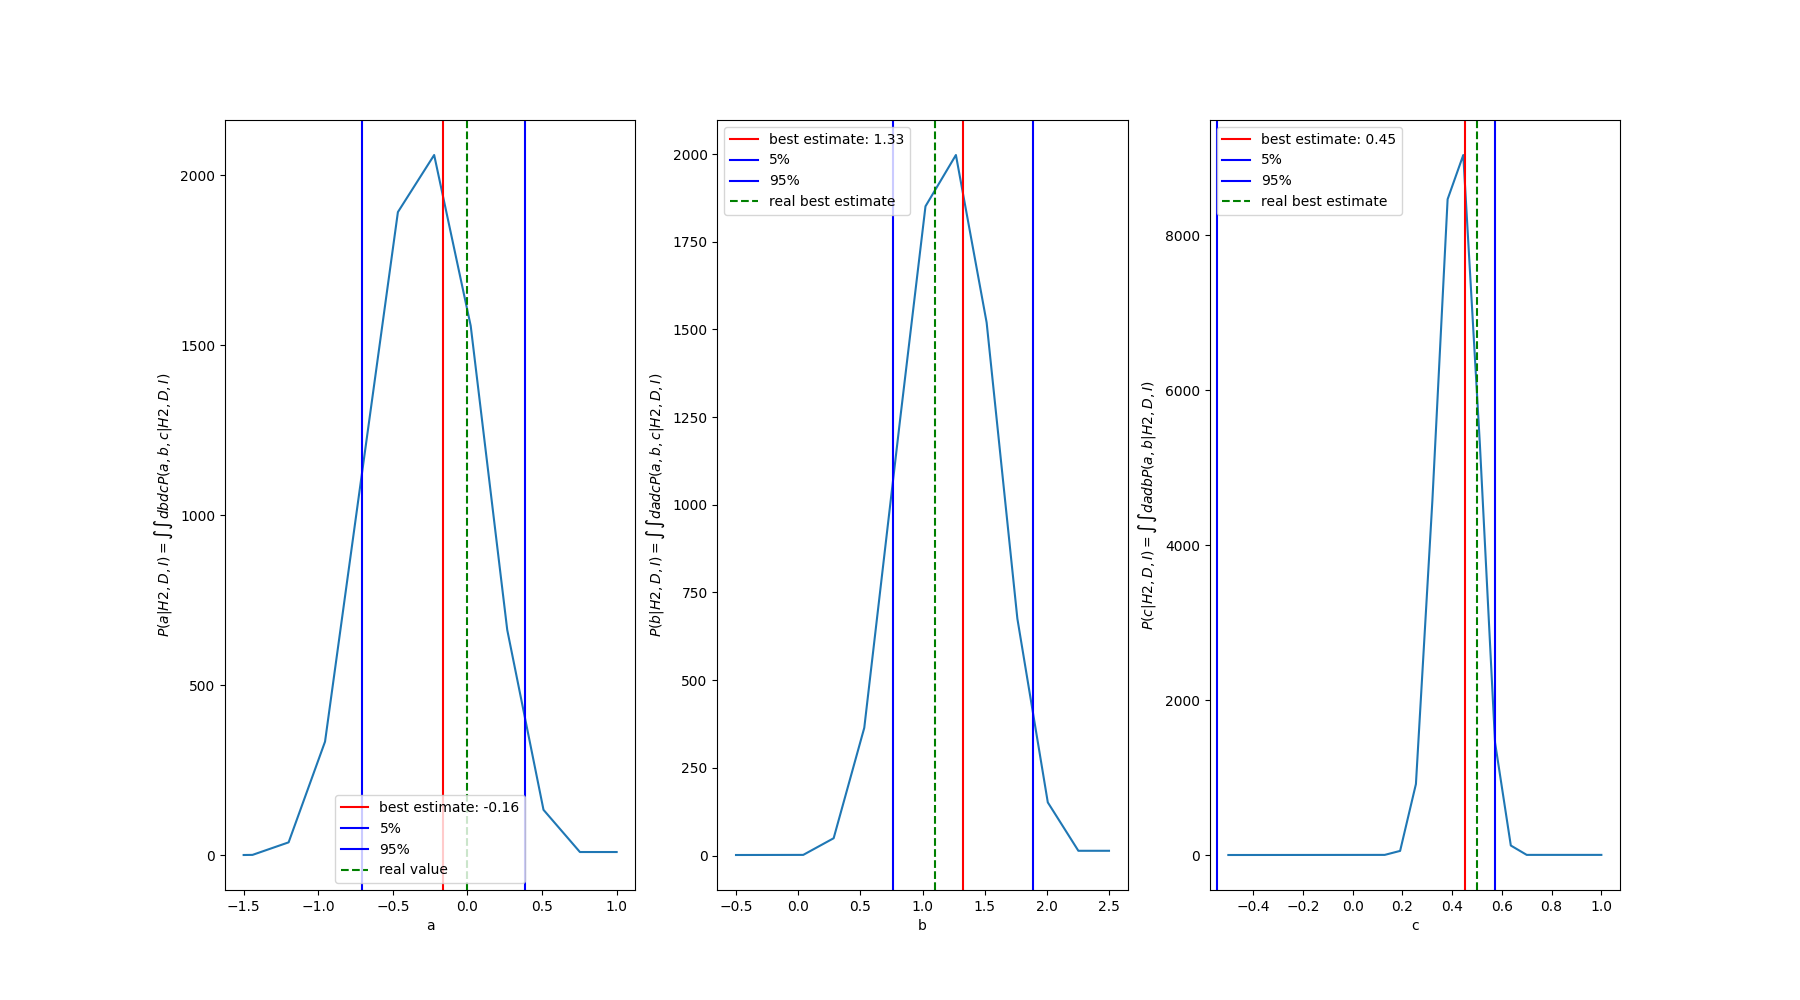 P(a|H2, D, I) = ∫∫ dbdcP(a, b, c|H2, D, I)
2000
1500
1000
500
0
best estimate: -0.16
5%
95%
real value
−1.5 −1.0 −0.5 0.0 0.5 1.0
a
P(b|H2, D, I) = ∫∫ dadcP(a, b, c|H2, D, I)
best estimate: 1.33
5%
95%
real best estimate
2000
1750
1500
1250
1000
750
500
250
0
−0.5 0.0 0.5 1.0 1.5 2.0 2.5
b
P(c|H2, D, I) = ∫∫ dadbP(a, b|H2, D, I)
best estimate: 0.45
5%
95%
real best estimate
8000
6000
4000
2000
0
−0.4 −0.2 0.0 0.2 0.4 0.6 0.8 1.0
c